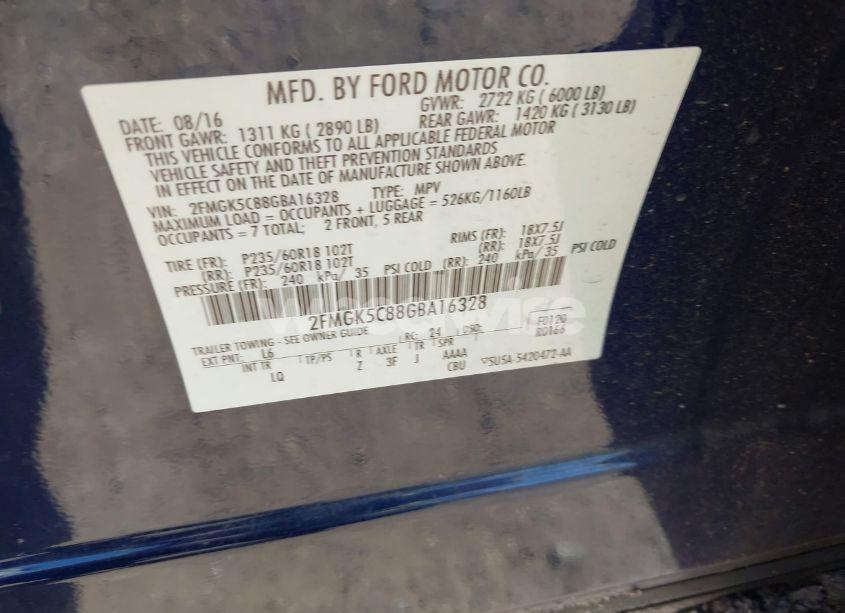 MFD. BY FORD MOTOR CO.
DATE: 08/16 GVWR: 2722 KG ( 6000 LB)
FRONT GAWR: 1311 KG ( 2890 LB) REAR GAWR: 1420 KG ( 3130 LB)
THIS VEHICLE CONFORMS TO ALL APPLICABLE FEDERAL MOTOR
VEHICLE SAFETY AND THEFT PREVENTION STANDARDS
IN EFFECT ON THE DATE OF MANUFACTURE SHOWN ABOVE.
VIN: 2FMGK5C88GBA16328 TYPE: MPV
MAXIMUM LOAD = OCCUPANTS + LUGGAGE = 526KG/1160LB
OCCUPANTS = 7 TOTAL; 2 FRONT, 5 REAR
TIRE (FR): P235/60R18 102T RIMS (FR): 18X7.5J
(RR): P235/60R18 102T (RR): 18X7.5J
PRESSURE (FR): 240 kPa/ 35 PSI COLD (RR): 240 kPa/ 35 PSI COLD
2FMGK5C88GBA16328
TRAILER TOWING - SEE OWNER GUIDE LRC: 24 DSO: F0120
R0166
EXT PNT: L6 R AXLE TR SPR
INT TR TP/PS Z 3F J AAAA
LQ CBU 5U5A-5420472-AA